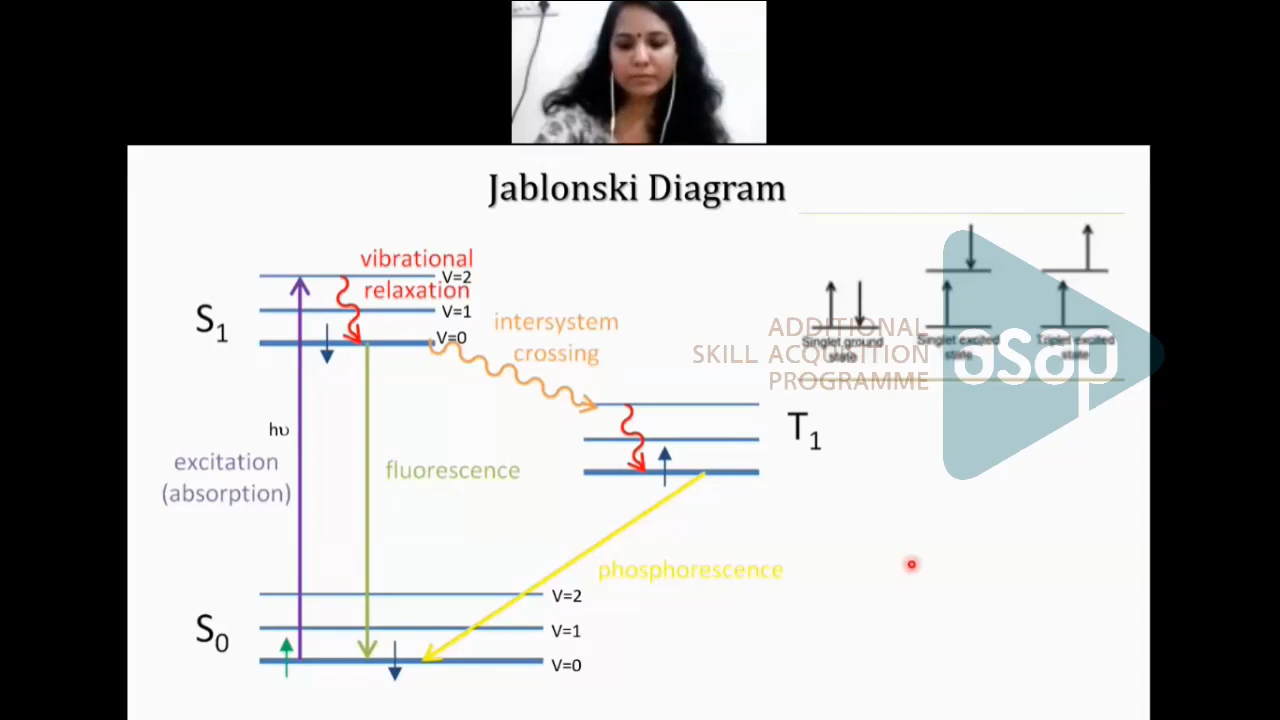 Jablonski Diagram
vibrational
relaxation
V=2
V=1
V=0
S1
intersystem
crossing
hυ
excitation
(absorption)
fluorescence
T1
phosphorescence
S0
V=2
V=1
V=0
Singlet ground
state
Singlet excited
state
Triplet excited
state
ADDITIONAL
SKILL ACQUISITION
PROGRAMME
asap